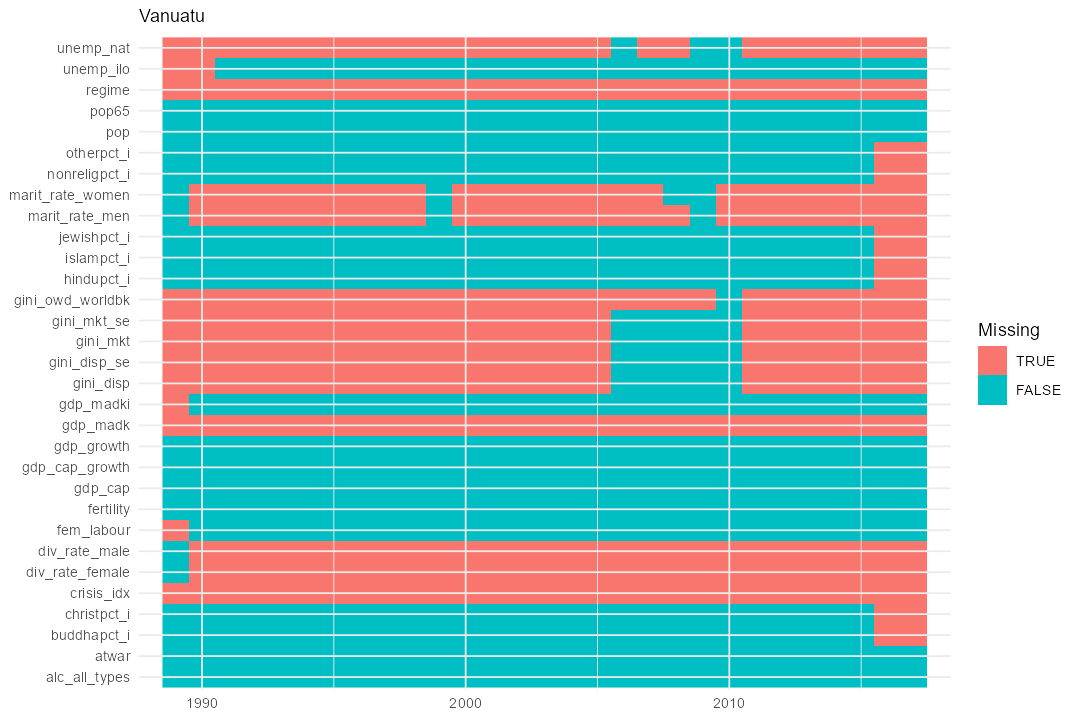 Vanuatu
unemp_nat
unemp_ilo
regime
pop65
pop
otherpct_i
nonreligpct_i
marit_rate_women
marit_rate_men
jewishpct_i
islampct_i
hindupct_i
gini_owd_worldbk
gini_mkt_se
gini_mkt
gini_disp_se
gini_disp
gdp_madki
gdp_madk
gdp_growth
gdp_cap_growth
gdp_cap
fertility
fem_labour
div_rate_male
div_rate_female
crisis_idx
christpct_i
buddhapct_i
atwar
alc_all_types
1990 2000 2010
Missing
TRUE
FALSE